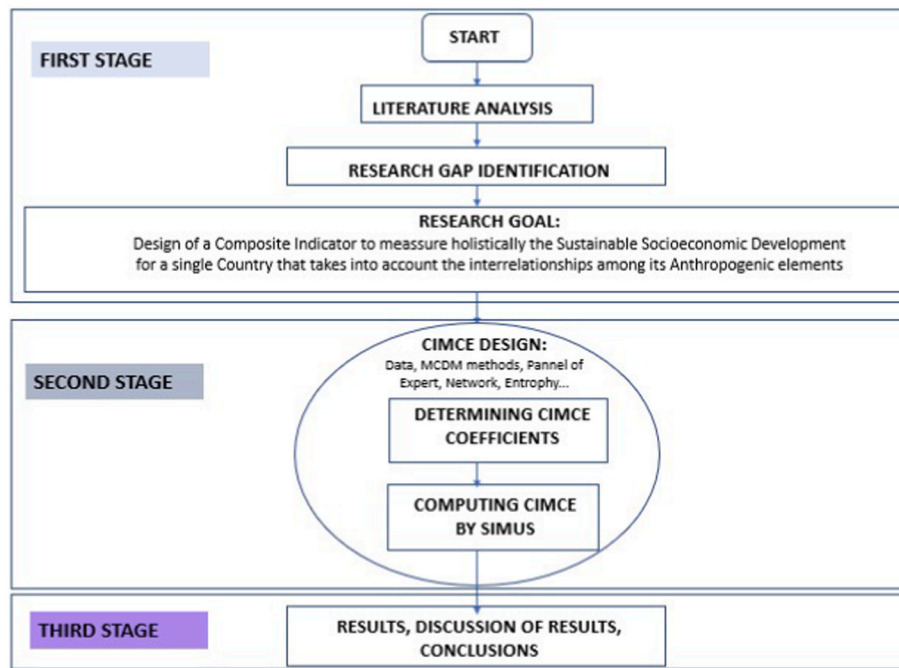 START
FIRST STAGE
LITERATURE ANALYSIS
RESEARCH GAP IDENTIFICATION
RESEARCH GOAL:
Design of a Composite Indicator to meassure holistically the Sustainable Socioeconomic Development
for a single Country that takes into account the interrelationships among its Anthropogenic elements
SECOND STAGE
CIMCE DESIGN:
Data, MCDM methods, Pannel of
Expert, Network, Entrophy...
DETERMINING CIMCE
COEFFICIENTS
COMPUTING CIMCE
BY SIMUS
THIRD STAGE
RESULTS, DISCUSSION OF RESULTS,
CONCLUSIONS